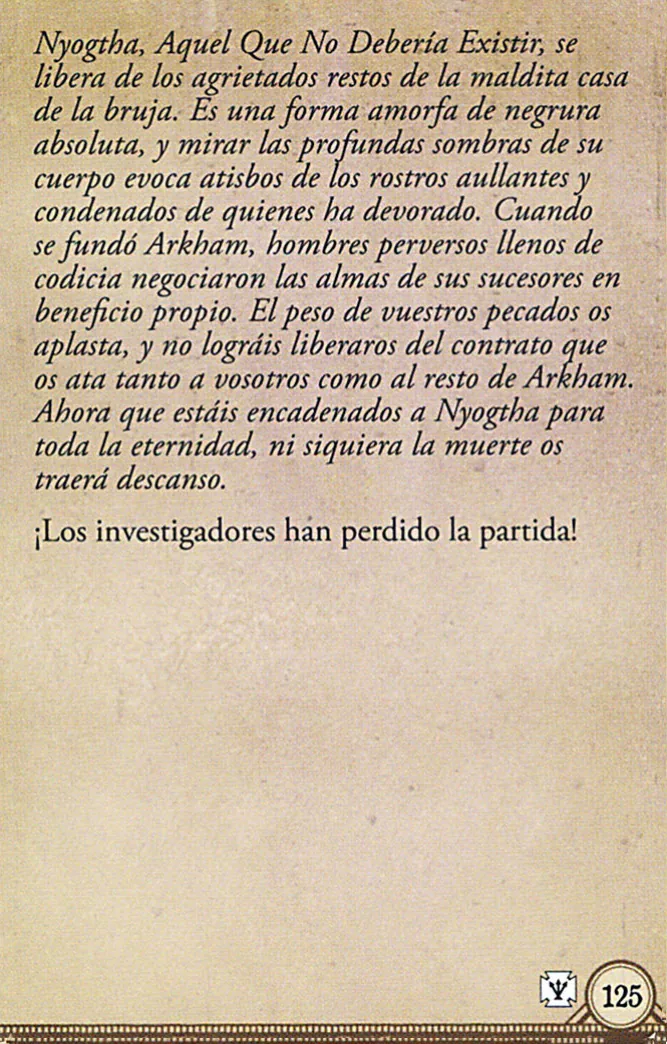 Nyogtha, Aquel Que No Debería Existir, se
libera de los agrietados restos de la maldita casa
de la bruja. Es una forma amorfa de negrura
absoluta, y mirar las profundas sombras de su
cuerpo evoca atisbos de los rostros aullantes y
condenados de quienes ha devorado. Cuando
se fundó Arkham, hombres perversos llenos de
codicia negociaron las almas de sus sucesores en
beneficio propio. El peso de vuestros pecados os
aplasta, y no lográis liberaros del contrato que
os ata tanto a vosotros como al resto de Arkham.
Ahora que estáis encadenados a Nyogtha para
toda la eternidad, ni siquiera la muerte os
traerá descanso.
¡Los investigadores han perdido la partida!
125